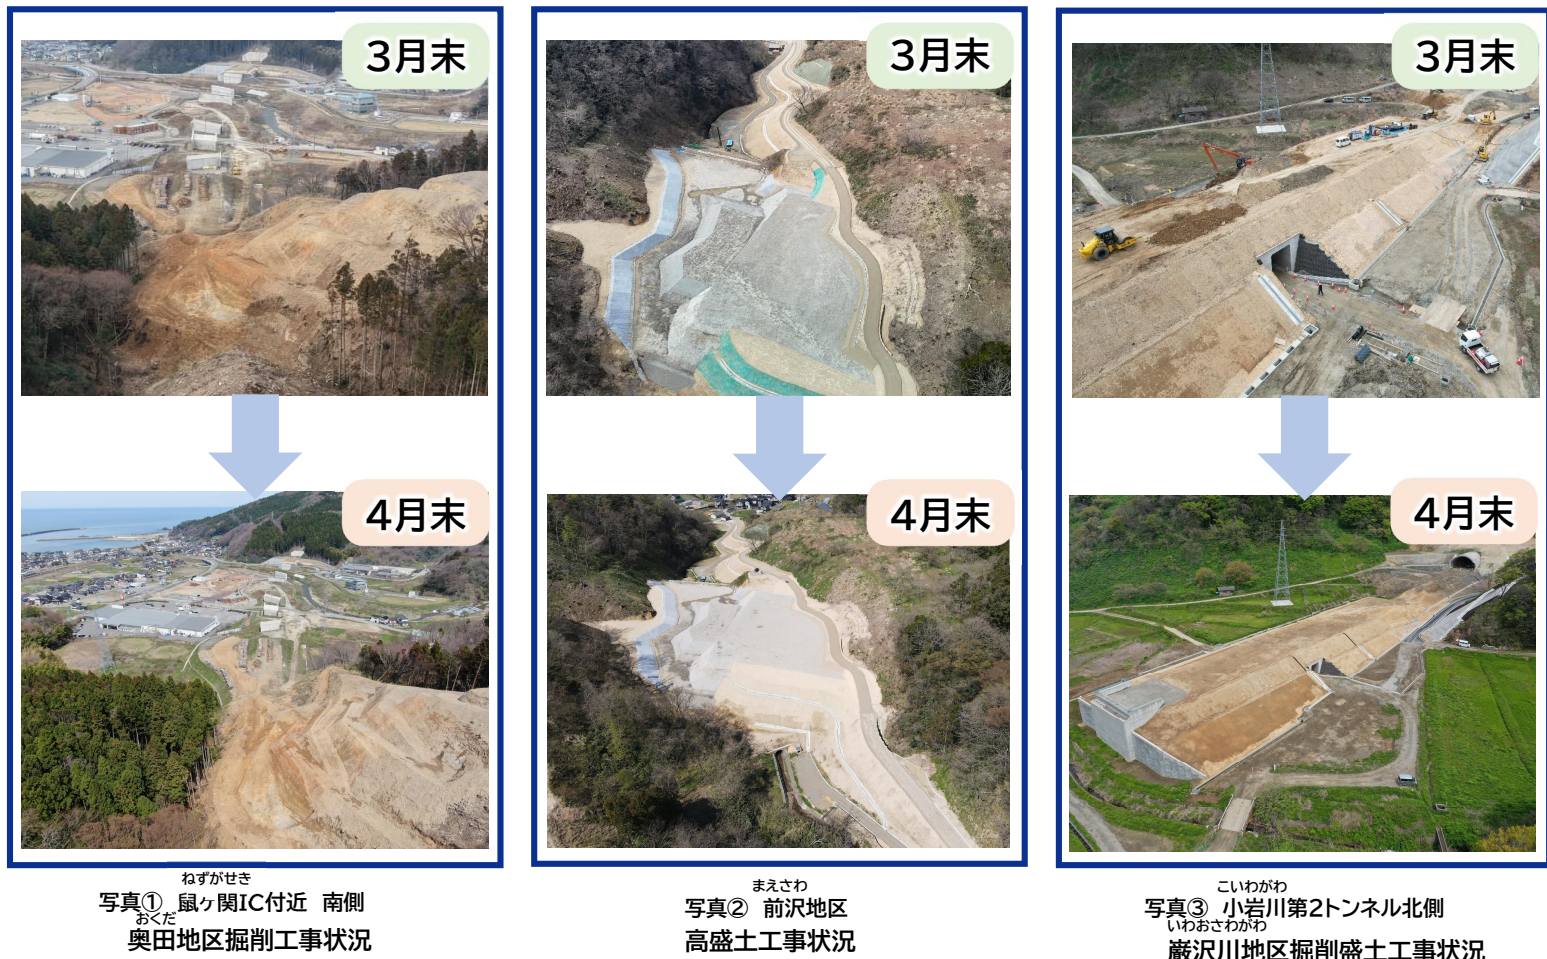 3月末
4月末
ねずがせき
写真① 鼠ヶ関IC付近 南側
おくだ
奥田地区掘削工事状況
3月末
4月末
まえさわ
写真② 前沢地区
高盛土工事状況
3月末
4月末
こいわがわ
写真③ 小岩川第2トンネル北側
いわおさわがわ
巌沢川地区掘削盛土工事状況